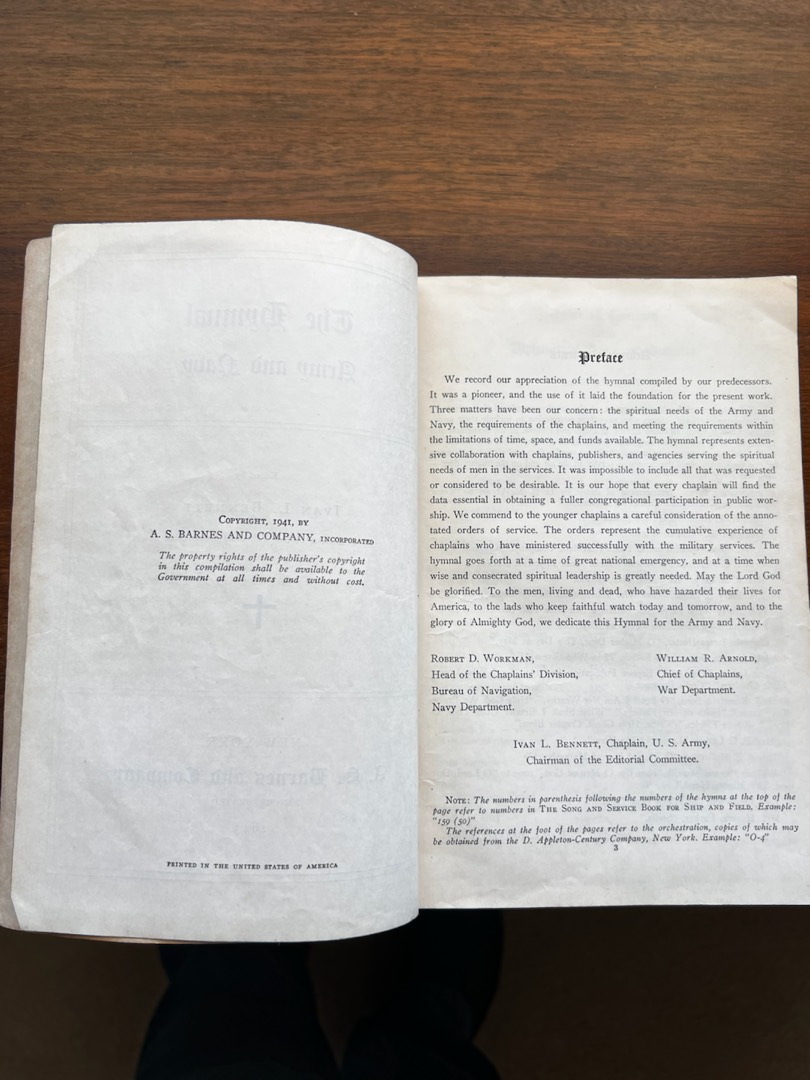 COPYRIGHT, 1941, BY
A. S. BARNES AND COMPANY, INCORPORATED
The property rights of the publisher's copyright
in this compilation shall be available to the
Government at all times and without cost.
PRINTED IN THE UNITED STATES OF AMERICA
Preface
We record our appreciation of the hymnal compiled by our predecessors.
It was a pioneer, and the use of it laid the foundation for the present work.
Three matters have been our concern: the spiritual needs of the Army and
Navy, the requirements of the chaplains, and meeting the requirements within
the limitations of time, space, and funds available. The hymnal represents exten-
sive collaboration with chaplains, publishers, and agencies serving the spiritual
needs of men in the services. It was impossible to include all that was requested
or considered to be desirable. It is our hope that every chaplain will find the
data essential in obtaining a fuller congregational participation in public wor-
ship. We commend to the younger chaplains a careful consideration of the anno-
tated orders of service. The orders represent the cumulative experience of
chaplains who have ministered successfully with the military services. The
hymnal goes forth at a time of great national emergency, and at a time when
wise and consecrated spiritual leadership is greatly needed. May the Lord God
be glorified. To the men, living and dead, who have hazarded their lives for
America, to the lads who keep faithful watch today and tomorrow, and to the
glory of Almighty God, we dedicate this Hymnal for the Army and Navy.
ROBERT D. WORKMAN,
Head of the Chaplains' Division,
Bureau of Navigation,
Navy Department.
WILLIAM R. ARNOLD,
Chief of Chaplains,
War Department.
IVAN L. BENNETT, Chaplain, U. S. Army,
Chairman of the Editorial Committee.
NOTE: The numbers in parenthesis following the numbers of the hymns at the top of the
page refer to numbers in THE SONG AND SERVICE BOOK FOR SHIP AND FIELD. Example:
"159 (50)"
The references at the foot of the pages refer to the orchestration, copies of which may
be obtained from the D. Appleton-Century Company, New York. Example: "O-4"
3